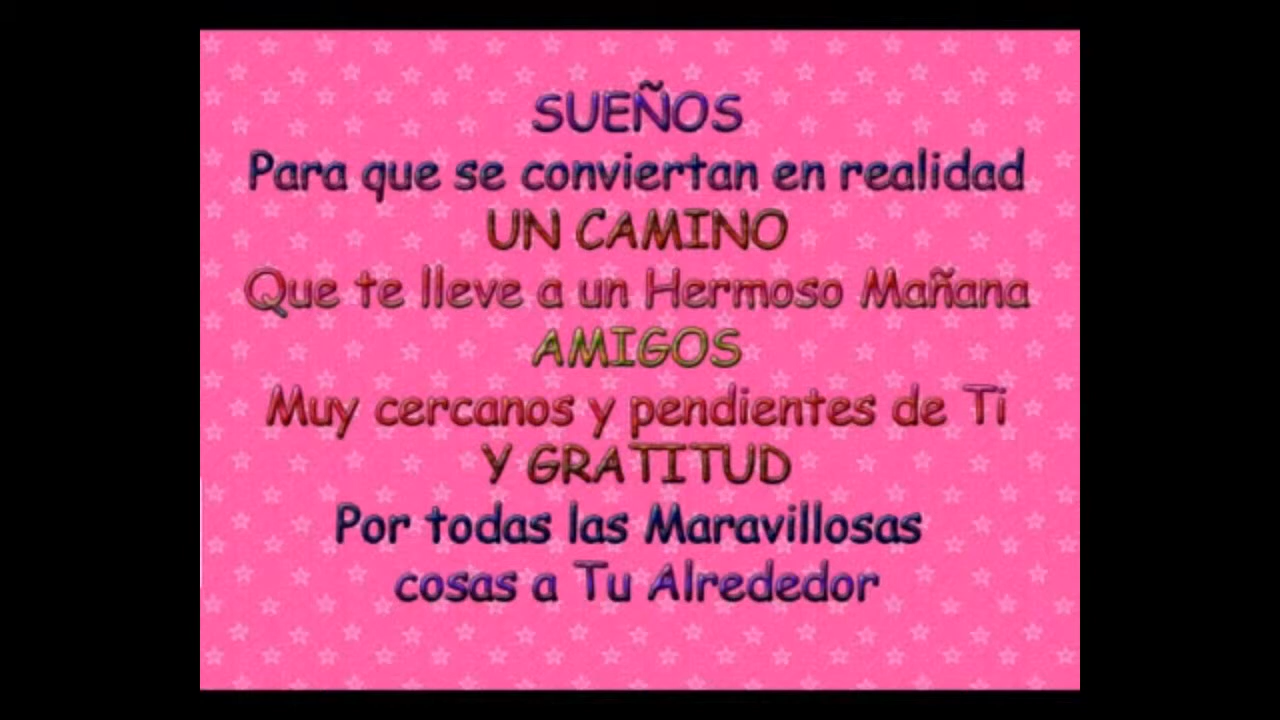 SUEÑOS
Para que se conviertan en realidad
UN CAMINO
Que te lleve a un Hermoso Mañana
AMIGOS
Muy cercanos y pendientes de Ti
Y GRATITUD
Por todas las Maravillosas
cosas a Tu Alrededor